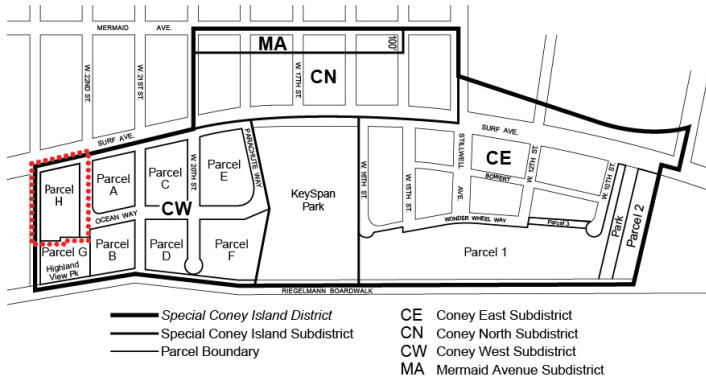 MERMAID AVE.
MA
100'
CN
W. 22ND ST.
W. 21ST ST.
W. 17TH ST.
SURF AVE.
SURF AVE.
Parcel H
Parcel A
Parcel C
W. 20TH ST.
Parcel E
PARACHUTE WAY
KeySpan Park
W. 16TH ST.
W. 15TH ST.
STILLWELL AVE.
CE
BOWERY
W. 12TH ST.
W. 10TH ST.
CW
OCEAN WAY
WONDER WHEEL WAY
Parcel 3
Park
Parcel 2
Parcel G
Highland View Pk
Parcel B
Parcel D
Parcel F
Parcel 1
RIEGELMANN BOARDWALK
Special Coney Island District
Special Coney Island Subdistrict
Parcel Boundary
CE Coney East Subdistrict
CN Coney North Subdistrict
CW Coney West Subdistrict
MA Mermaid Avenue Subdistrict